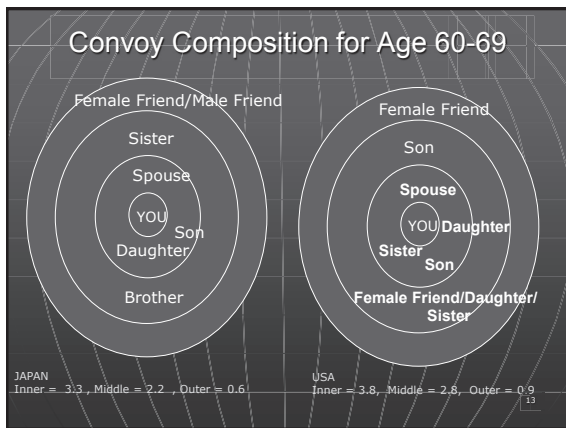 Convoy Composition for Age 60-69
Female Friend/Male Friend
Sister
Spouse
YOU
Son
Daughter
Brother
JAPAN
Inner = 3.3 , Middle = 2.2 , Outer = 0.6
Female Friend
Son
Spouse
YOU Daughter
Sister
Son
Female Friend/Daughter/
Sister
USA
Inner = 3.8, Middle = 2.8, Outer = 0.9
13